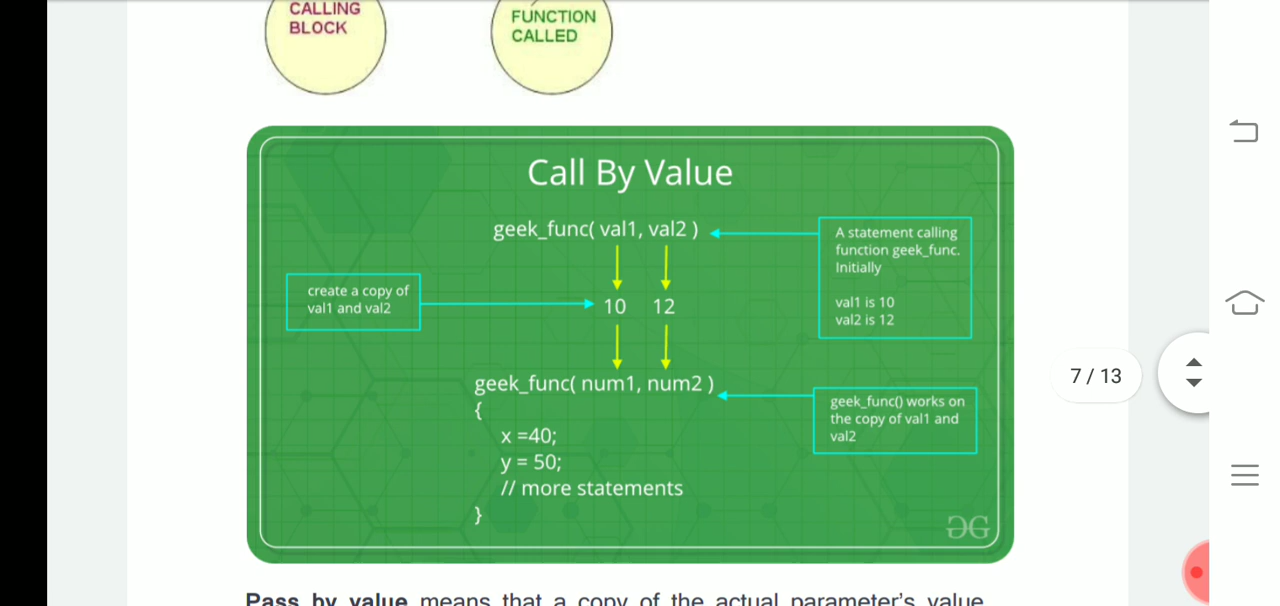 CALLING
BLOCK
FUNCTION
CALLED
Call By Value
geek_func( val1, val2 )
A statement calling
function geek_func.
Initially
val1 is 10
val2 is 12
create a copy of
val1 and val2
10 12
geek_func( num1, num2 )
{
x =40;
y = 50;
// more statements
}
geek_func() works on
the copy of val1 and
val2
GG
7 / 13
Pass by value means that a copy of the actual parameter's value